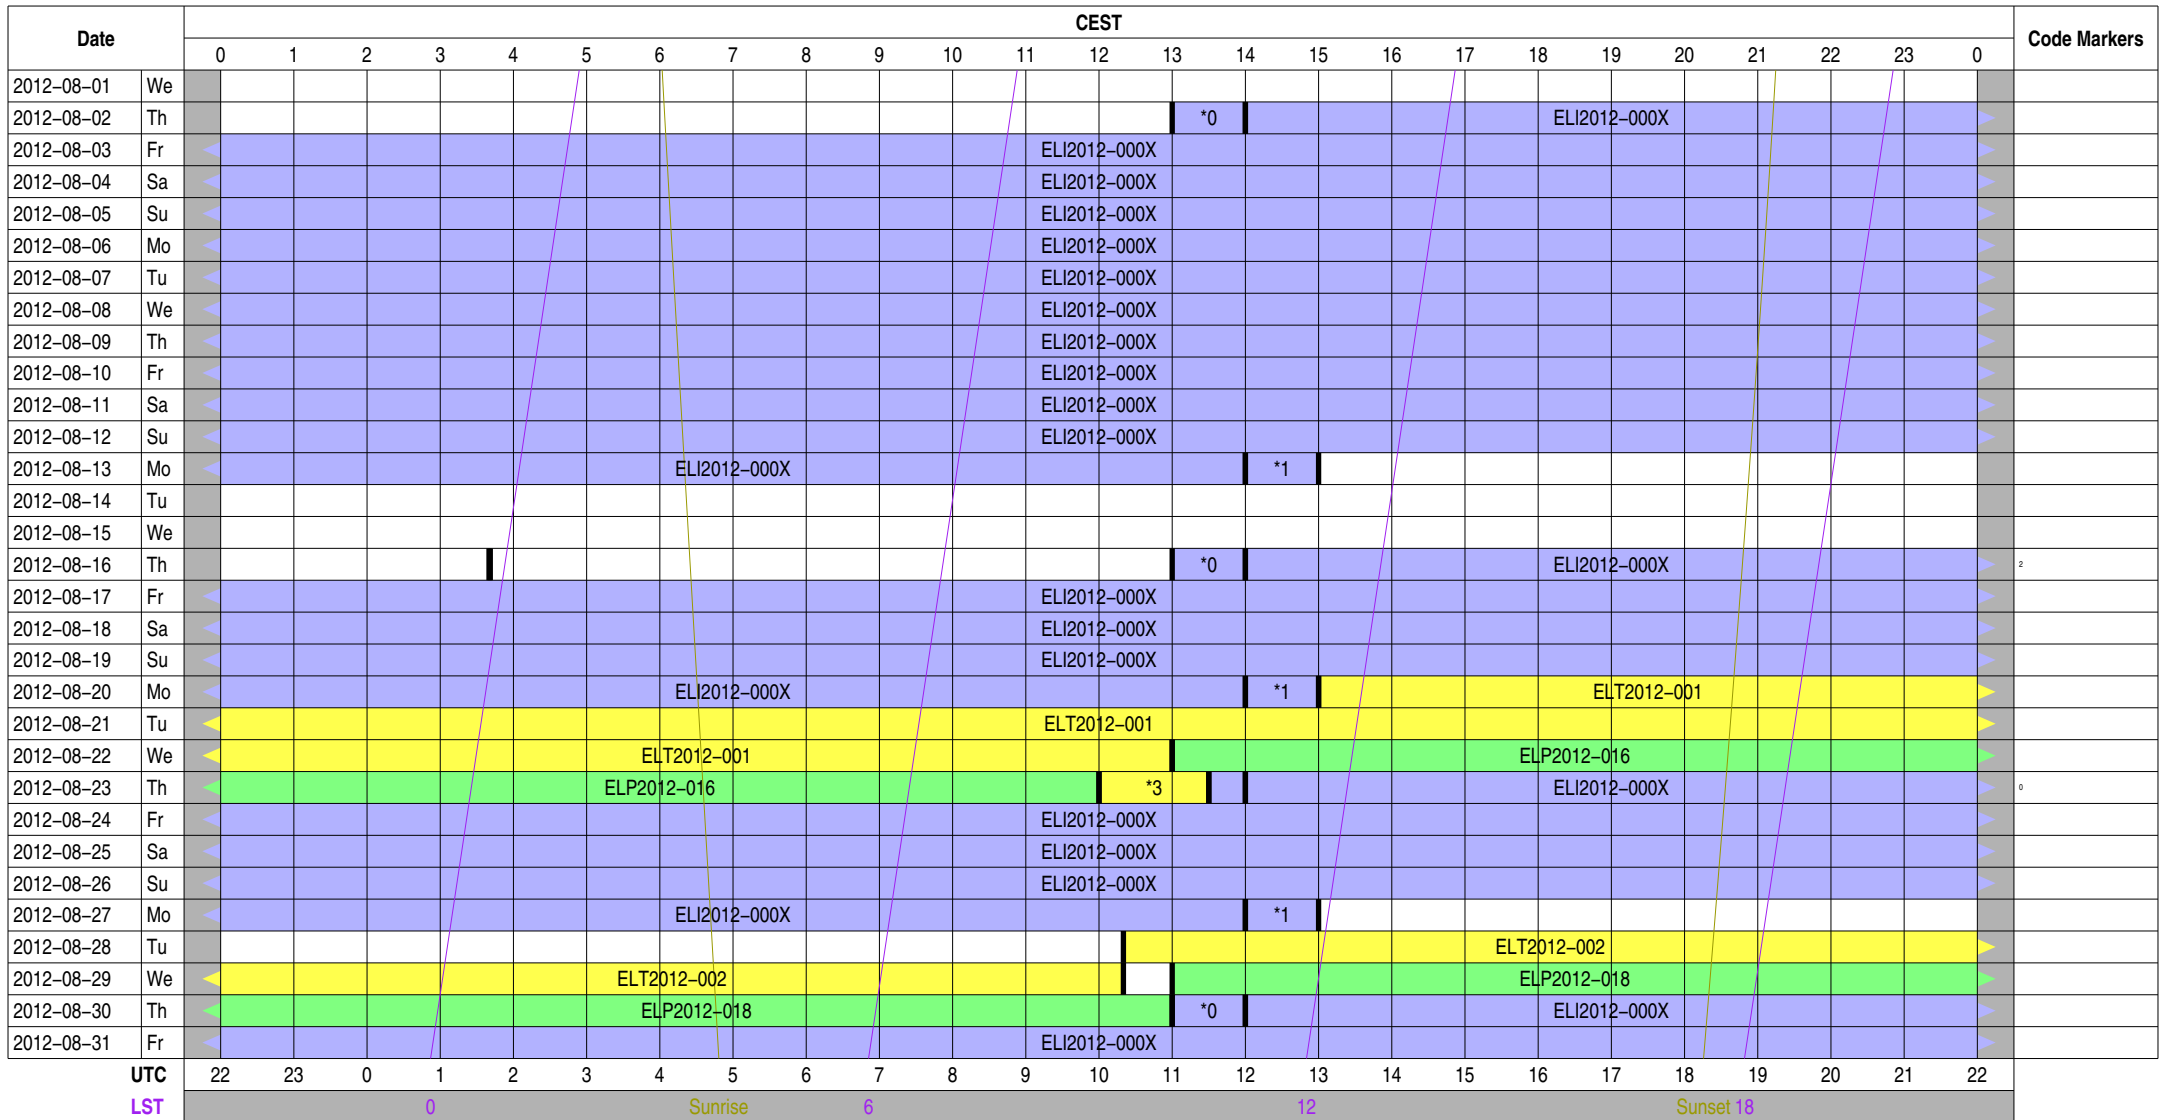 Date CEST Code Markers
0 1 2 3 4 5 6 7 8 9 10 11 12 13 14 15 16 17 18 19 20 21 22 23 0
2012-08-01 We
2012-08-02 Th *0 ELI2012-000X
2012-08-03 Fr ELI2012-000X
2012-08-04 Sa ELI2012-000X
2012-08-05 Su ELI2012-000X
2012-08-06 Mo ELI2012-000X
2012-08-07 Tu ELI2012-000X
2012-08-08 We ELI2012-000X
2012-08-09 Th ELI2012-000X
2012-08-10 Fr ELI2012-000X
2012-08-11 Sa ELI2012-000X
2012-08-12 Su ELI2012-000X
2012-08-13 Mo ELI2012-000X *1
2012-08-14 Tu
2012-08-15 We
2012-08-16 Th *0 ELI2012-000X 2
2012-08-17 Fr ELI2012-000X
2012-08-18 Sa ELI2012-000X
2012-08-19 Su ELI2012-000X
2012-08-20 Mo ELI2012-000X *1 ELT2012-001
2012-08-21 Tu ELT2012-001
2012-08-22 We ELT2012-001 ELP2012-016
2012-08-23 Th ELP2012-016 *3 ELI2012-000X 0
2012-08-24 Fr ELI2012-000X
2012-08-25 Sa ELI2012-000X
2012-08-26 Su ELI2012-000X
2012-08-27 Mo ELI2012-000X *1
2012-08-28 Tu ELT2012-002
2012-08-29 We ELT2012-002 ELP2012-018
2012-08-30 Th ELP2012-018 *0 ELI2012-000X
2012-08-31 Fr ELI2012-000X
UTC 22 23 0 1 2 3 4 5 6 7 8 9 10 11 12 13 14 15 16 17 18 19 20 21 22
LST 0 Sunrise 6 12 Sunset 18